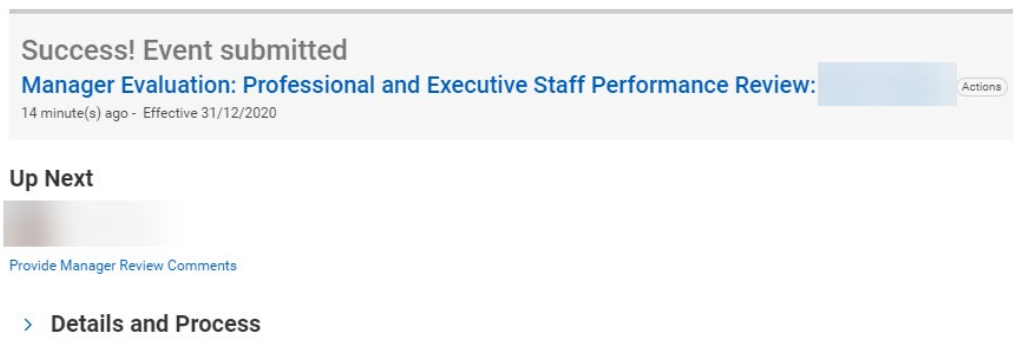 Success! Event submitted
Manager Evaluation: Professional and Executive Staff Performance Review: Actions
14 minute(s) ago - Effective 31/12/2020
Up Next
Provide Manager Review Comments
Details and Process